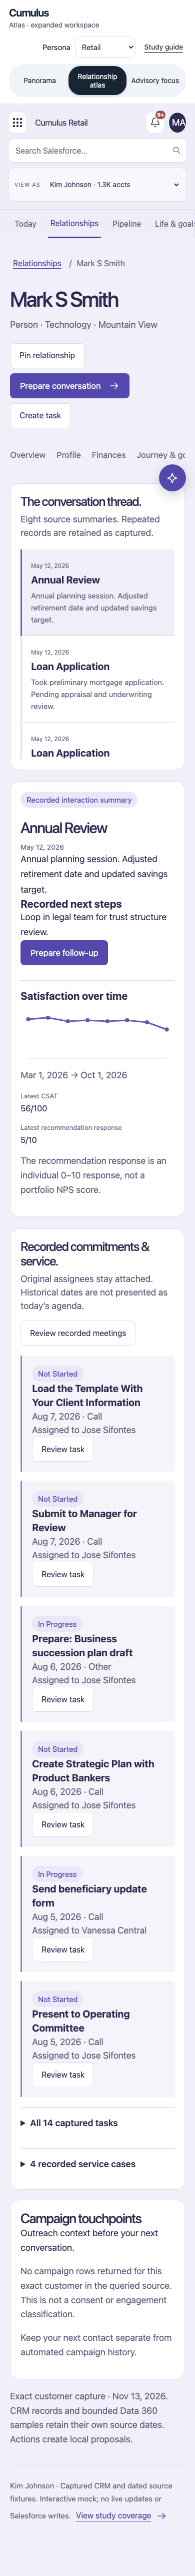 Cumulus
Atlas · expanded workspace
Persona
Retail
Study guide
Panorama
Relationship
atlas
Advisory focus
Cumulus Retail
9+
MA
Search Salesforce...
VIEW AS
Kim Johnson · 1.3K accts
Today
Relationships
Pipeline
Life & goals
Relationships / Mark S Smith
Mark S Smith
Person · Technology · Mountain View
Pin relationship
Prepare conversation →
Create task
Overview
Profile
Finances
Journey & go
The conversation thread.
Eight source summaries. Repeated
records are retained as captured.
May 12, 2026
Annual Review
Annual planning session. Adjusted
retirement date and updated savings
target.
May 12, 2026
Loan Application
Took preliminary mortgage application.
Pending appraisal and underwriting
review.
May 12, 2026
Loan Application
Recorded interaction summary
Annual Review
May 12, 2026
Annual planning session. Adjusted
retirement date and updated savings
target.
Recorded next steps
Loop in legal team for trust structure
review.
Prepare follow-up
Satisfaction over time
Mar 1, 2026 → Oct 1, 2026
Latest CSAT
56/100
Latest recommendation response
5/10
The recommendation response is an
individual 0–10 response, not a
portfolio NPS score.
Recorded commitments &
service.
Original assignees stay attached.
Historical dates are not presented as
today's agenda.
Review recorded meetings
Not Started
Load the Template With
Your Client Information
Aug 7, 2026 · Call
Assigned to Jose Sifontes
Review task
Not Started
Submit to Manager for
Review
Aug 7, 2026 · Call
Assigned to Jose Sifontes
Review task
In Progress
Prepare: Business
succession plan draft
Aug 6, 2026 · Other
Assigned to Jose Sifontes
Review task
Not Started
Create Strategic Plan with
Product Bankers
Aug 6, 2026 · Call
Assigned to Jose Sifontes
Review task
In Progress
Send beneficiary update
form
Aug 5, 2026 · Call
Assigned to Vanessa Central
Review task
Not Started
Present to Operating
Committee
Aug 5, 2026 · Call
Assigned to Jose Sifontes
Review task
▶ All 14 captured tasks
▶ 4 recorded service cases
Campaign touchpoints
Outreach context before your next
conversation.
No campaign rows returned for this
exact customer in the queried source.
This is not a consent or engagement
classification.
Keep your next contact separate from
automated campaign history.
Exact customer capture · Nov 13, 2026.
CRM records and bounded Data 360
samples retain their own source dates.
Actions create local proposals.
Kim Johnson · Captured CRM and dated source
fixtures. Interactive mock; no live updates or
Salesforce writes. View study coverage →